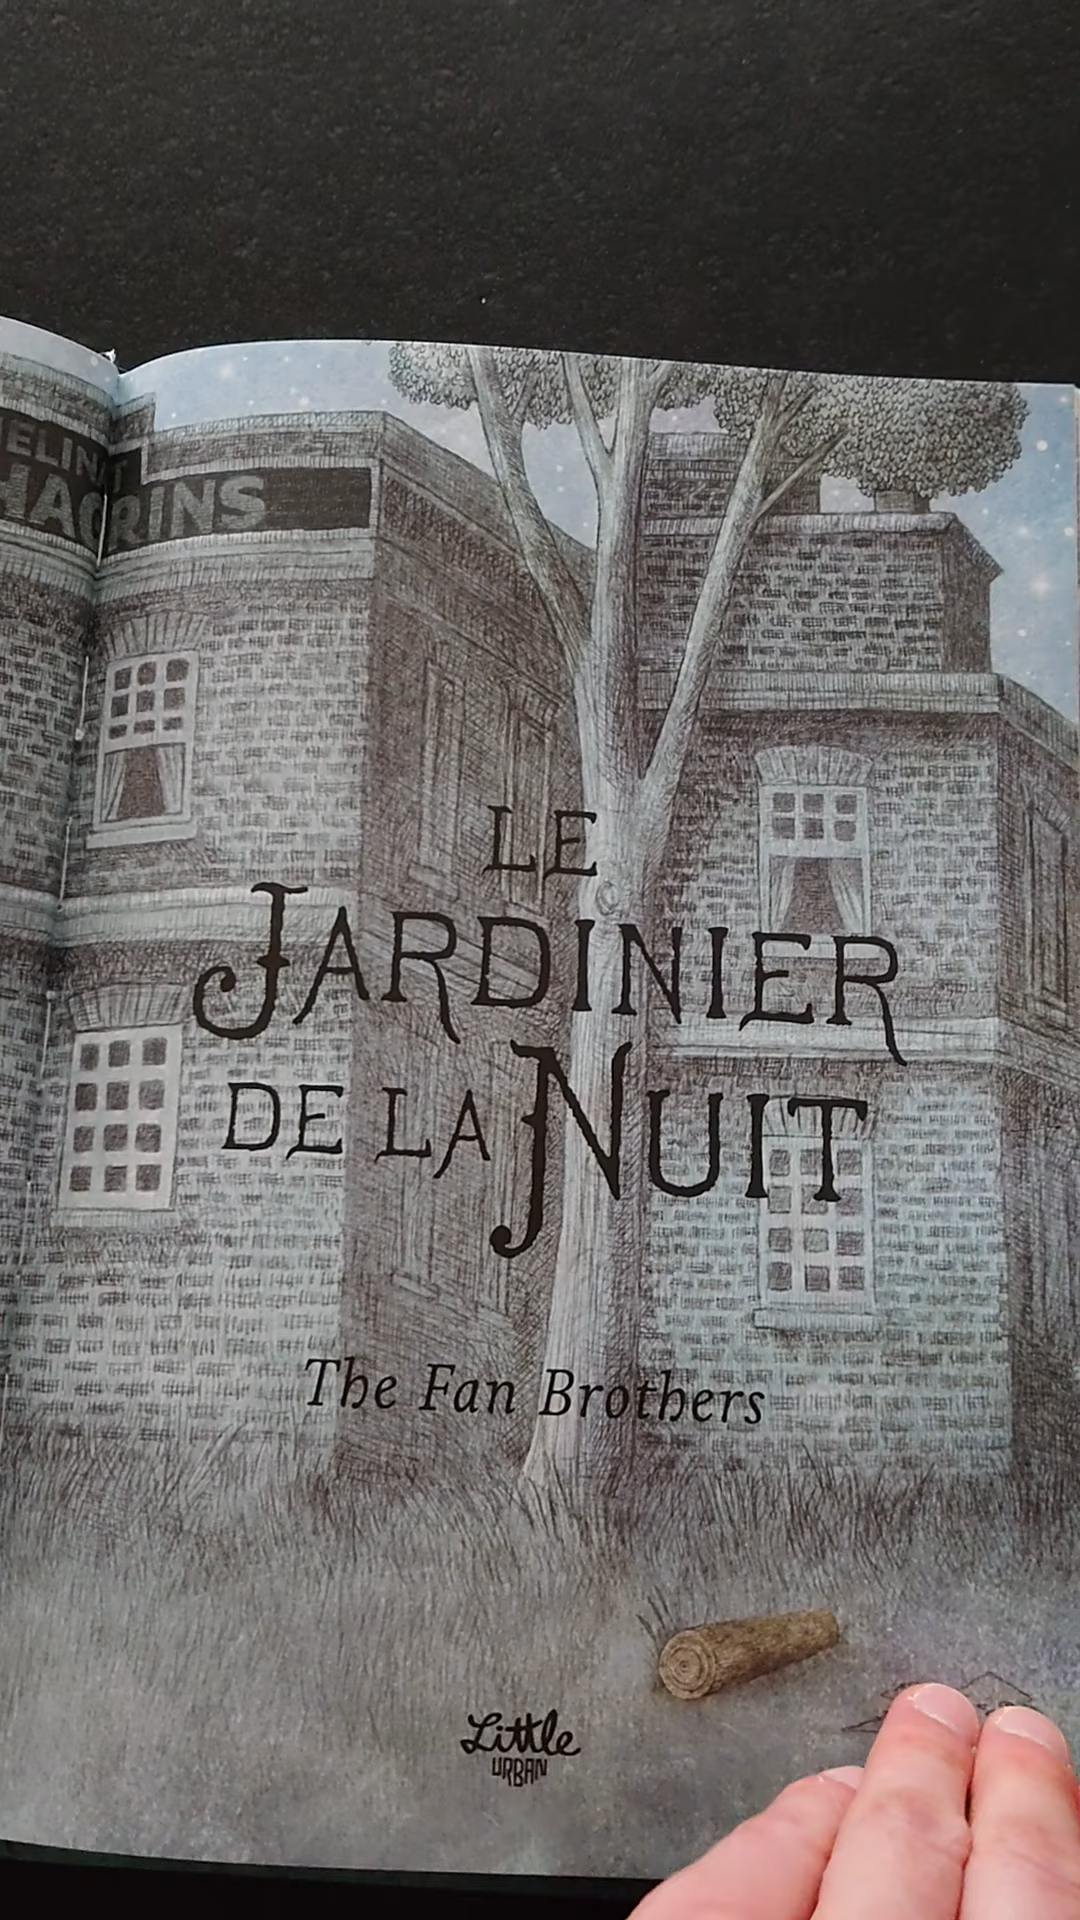 LE
JARDINIER
DE LA NUIT
The Fan Brothers
Little
URBAN